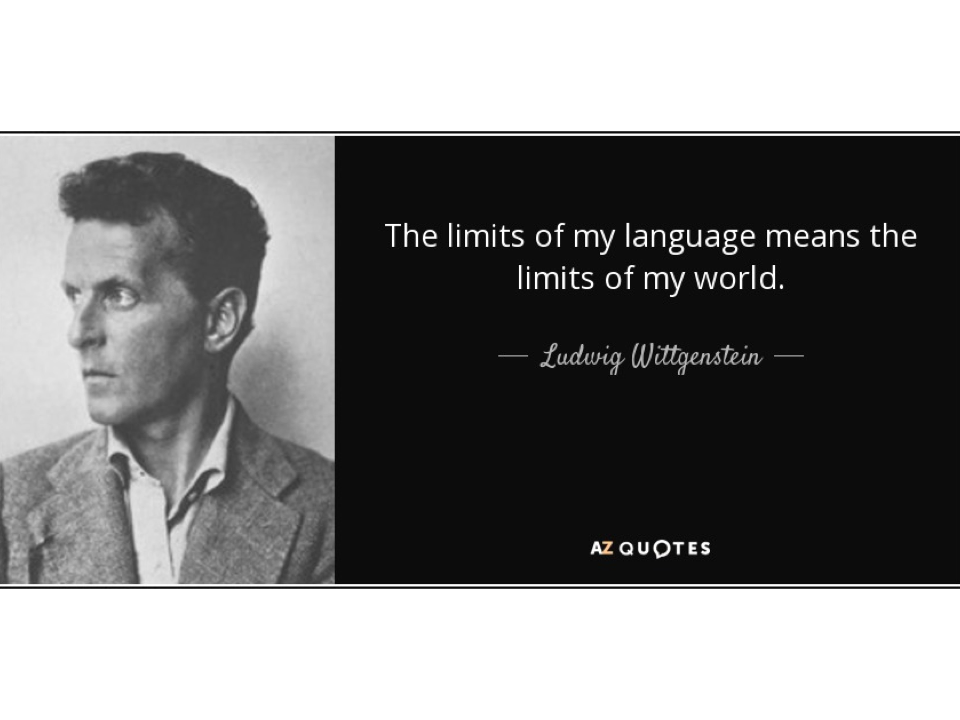 The limits of my language means the
limits of my world.
— Ludwig Wittgenstein —
AZ QUOTES